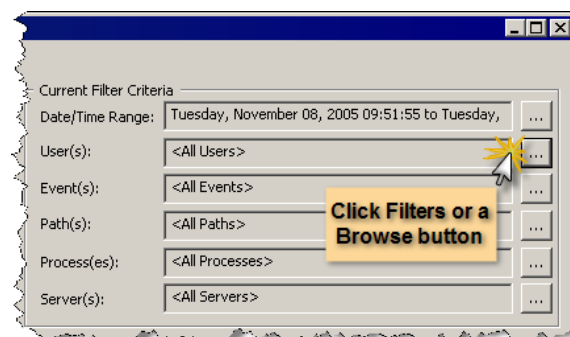 Current Filter Criteria
Date/Time Range: Tuesday, November 08, 2005 09:51:55 to Tuesday, ...
User(s): <All Users> ...
Event(s): <All Events> ...
Path(s): <All Paths> ...
Process(es): <All Processes> ...
Server(s): <All Servers> ...
Click Filters or a
Browse button